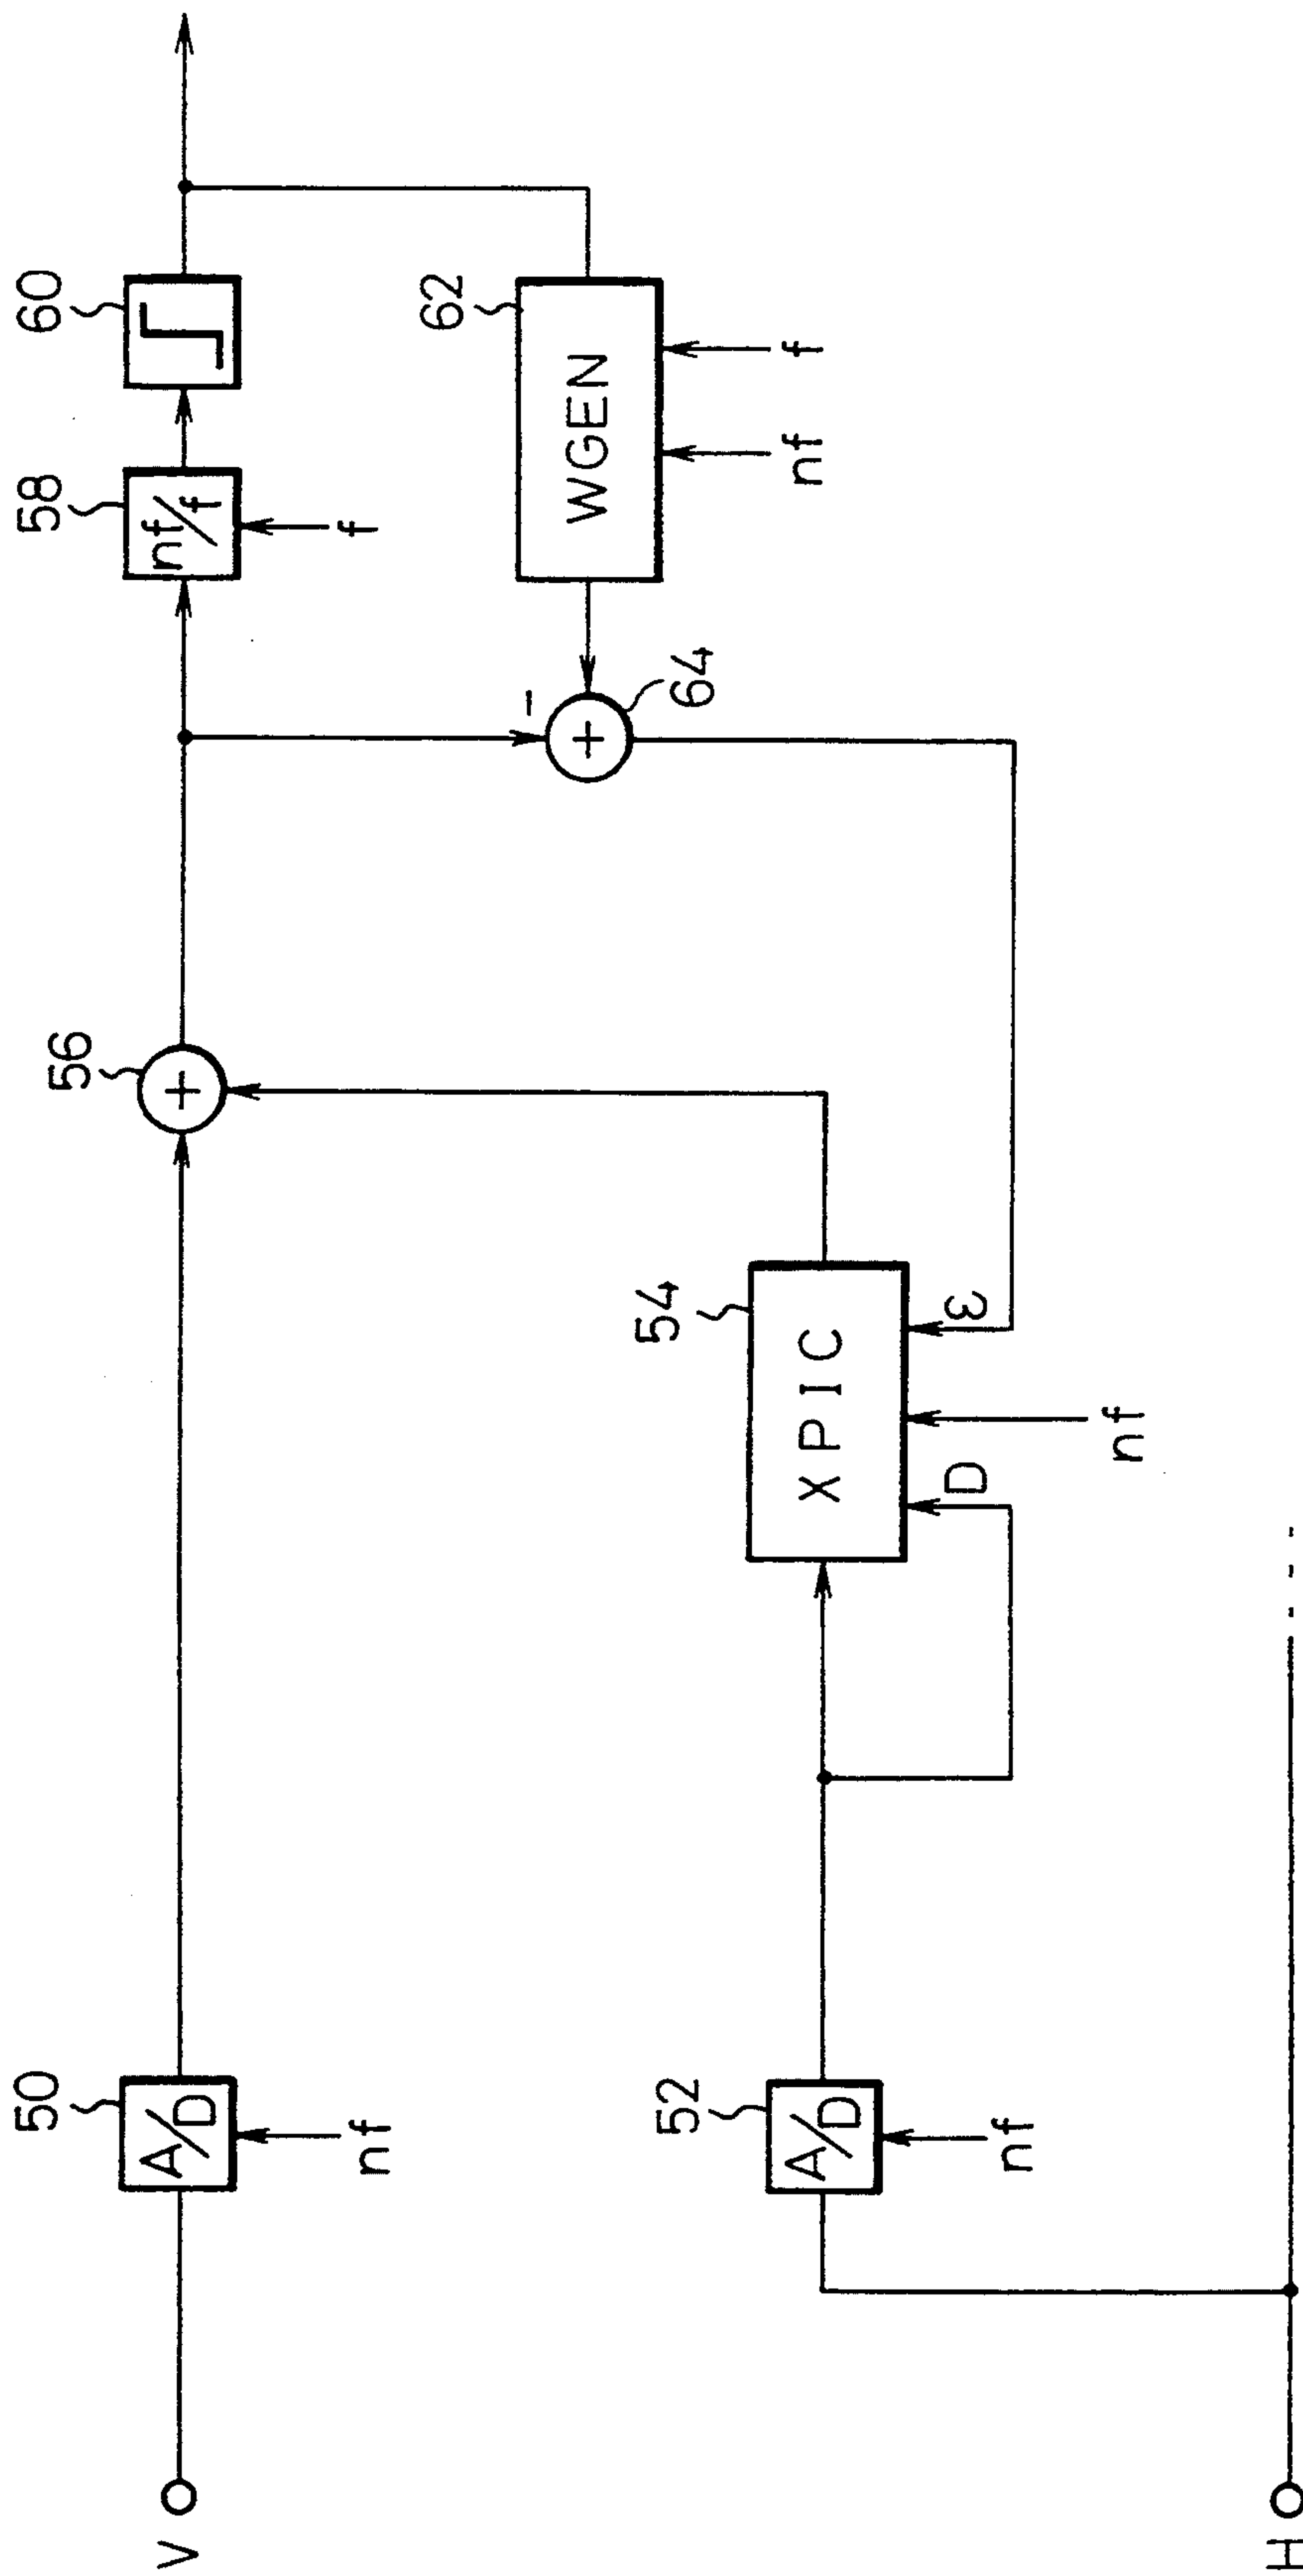 V
50
A/D
nf
56
+
58
nf/f
f
60
62
WGEN
nf
f
-
+
64
H
52
A/D
nf
54
XPIC
D
nf
ε